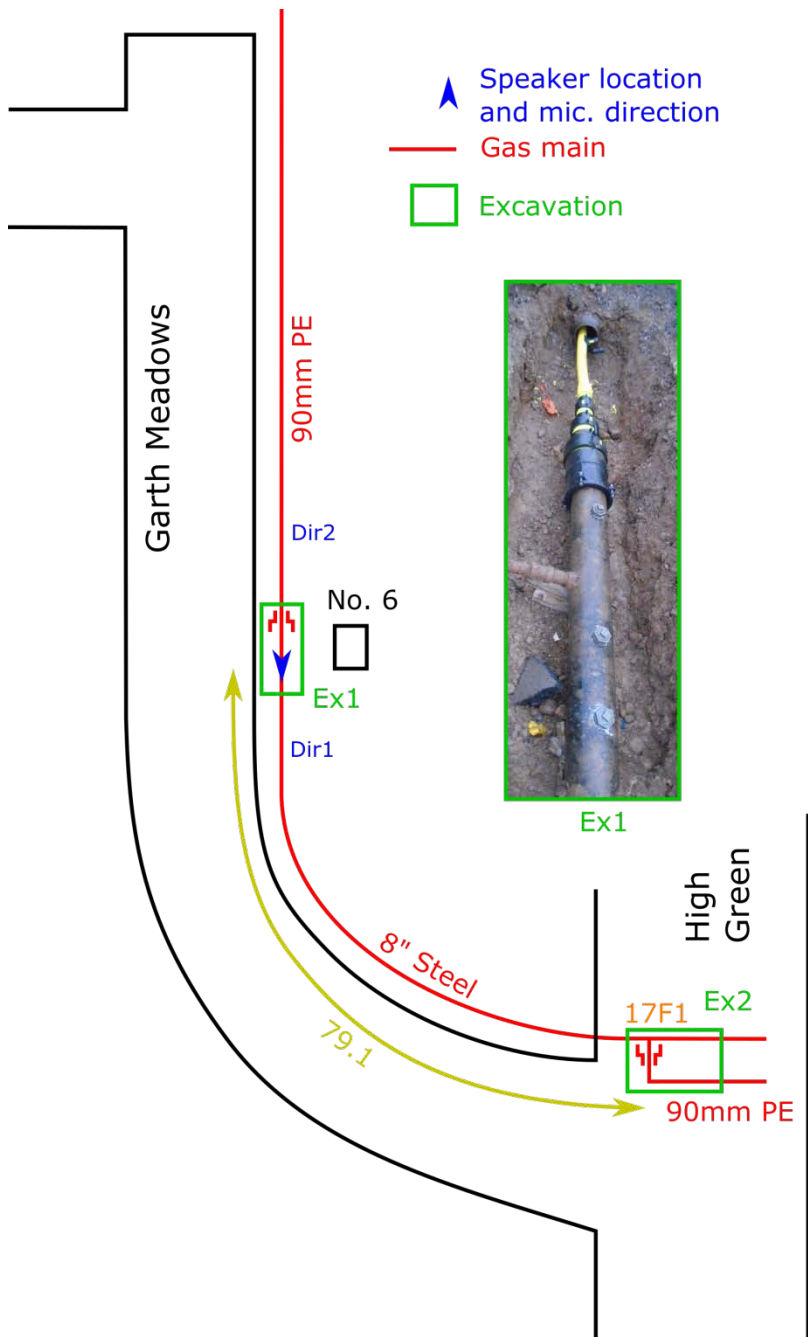 Speaker location
and mic. direction
Gas main
Excavation
Garth Meadows
90mm PE
Dir2
No. 6
Ex1
Dir1
Ex1
High
Green
8" Steel
17F1
Ex2
79.1
90mm PE